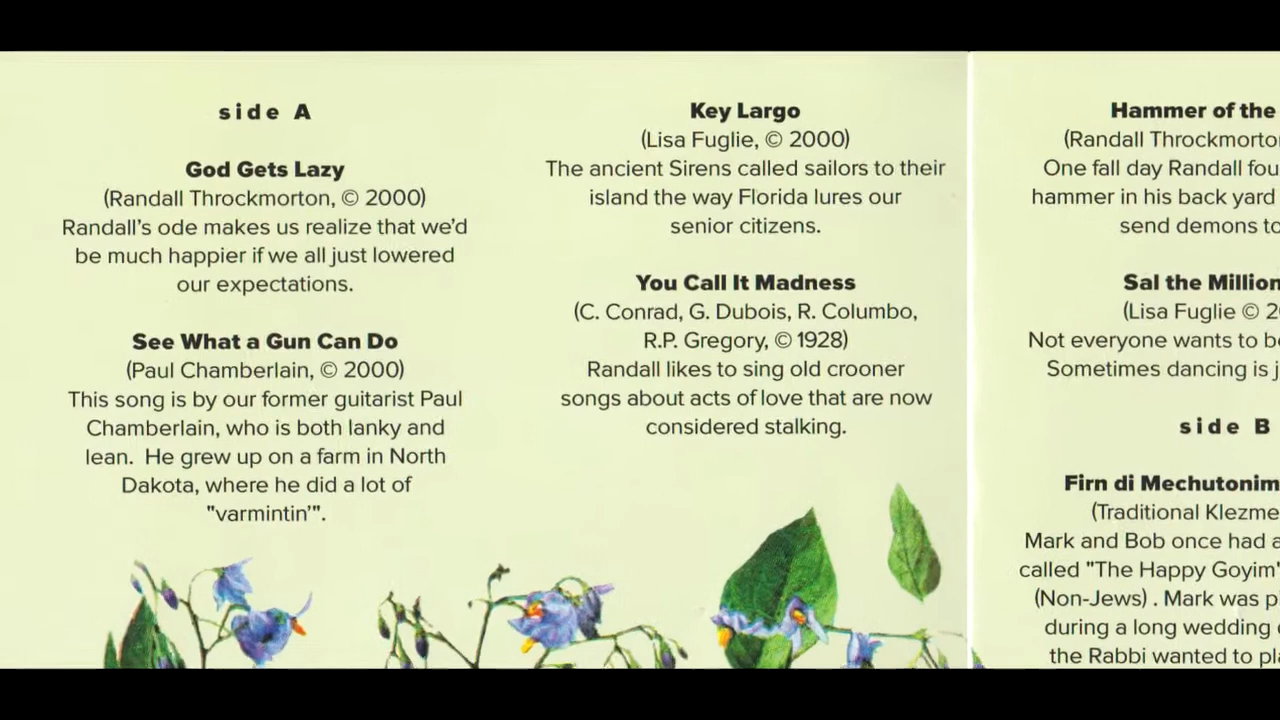 side A
God Gets Lazy
(Randall Throckmorton, © 2000)
Randall's ode makes us realize that we'd
be much happier if we all just lowered
our expectations.
See What a Gun Can Do
(Paul Chamberlain, © 2000)
This song is by our former guitarist Paul
Chamberlain, who is both lanky and
lean.  He grew up on a farm in North
Dakota, where he did a lot of
"varmintin'".
Key Largo
(Lisa Fuglie, © 2000)
The ancient Sirens called sailors to their
island the way Florida lures our
senior citizens.
You Call It Madness
(C. Conrad, G. Dubois, R. Columbo,
R.P. Gregory, © 1928)
Randall likes to sing old crooner
songs about acts of love that are now
considered stalking.
Hammer of the
(Randall
One fall day Randall
hammer in his back yard
send demons to
Sal the
(Lisa Fuglie ©
Not everyone wants to
Sometimes dancing is
side B
Firn di Mechutonim
(Traditional
Mark and Bob once had a
called "The Happy Goyim"
(Non-Jews) . Mark was
during a long wedding
the Rabbi wanted to